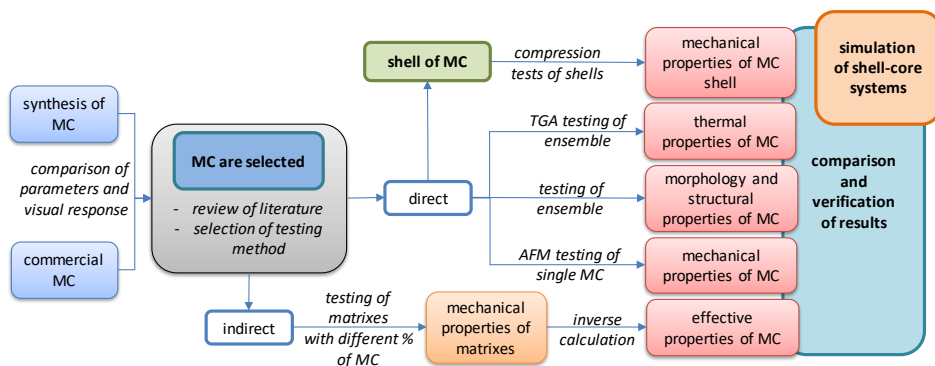 synthesis of
MC
comparison of
parameters and
visual response
commercial
MC
MC are selected
- review of literature
- selection of testing
method
shell of MC
compression
tests of shells
mechanical
properties of MC
shell
direct
TGA testing of
ensemble
thermal
properties of MC
testing of
ensemble
morphology and
structural
properties of MC
AFM testing of
single MC
mechanical
properties of MC
indirect
testing of
matrixes
with different %
of MC
mechanical
properties of
matrixes
inverse
calculation
effective
properties of MC
simulation
of shell-core
systems
comparison
and
verification
of results